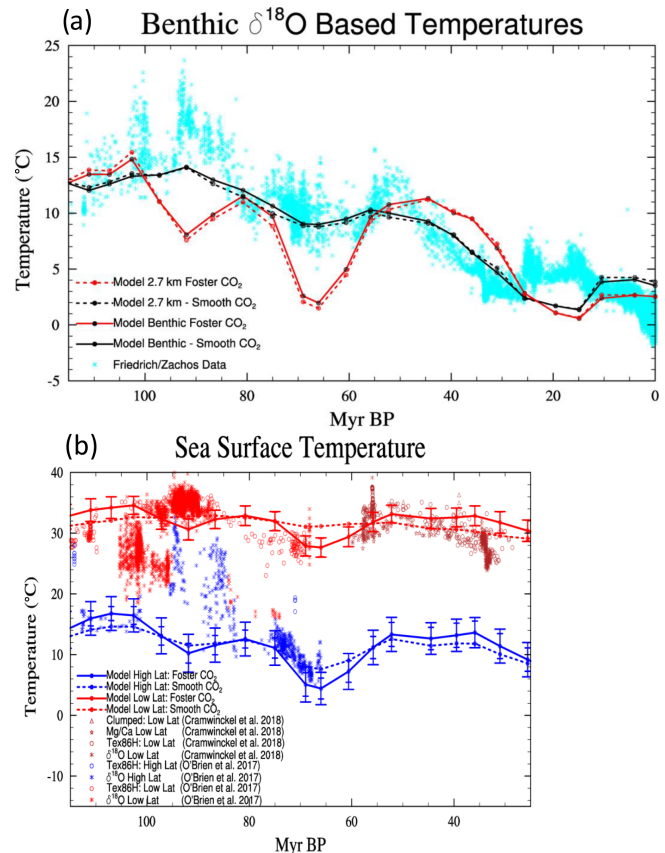 (a)
Benthic δ¹⁸O Based Temperatures
25
20
15
10
5
0
-5
Temperature (°C)
Model 2.7 km Foster CO₂
Model 2.7 km - Smooth CO₂
Model Benthic Foster CO₂
Model Benthic - Smooth CO₂
Friedrich/Zachos Data
100 80 60 40 20 0
Myr BP
(b)
Sea Surface Temperature
40
30
20
10
0
-10
Temperature (°C)
Model High Lat: Foster CO₂
Model High Lat: Smooth CO₂
Model Low Lat: Foster CO₂
Model Low Lat: Smooth CO₂
Clumped: Low Lat (Cramwinckel et al. 2018)
Mg/Ca Low Lat (Cramwinckel et al. 2018)
Tex86H: Low Lat (Cramwinckel et al. 2018)
δ¹⁸O Low Lat (Cramwinckel et al. 2018)
Tex86H: High Lat (O'Brien et al. 2017)
δ¹⁸O High Lat (O'Brien et al. 2017)
Tex86H: Low Lat (O'Brien et al. 2017)
δ¹⁸O Low Lat (O'Brien et al. 2017)
100 80 60 40
Myr BP